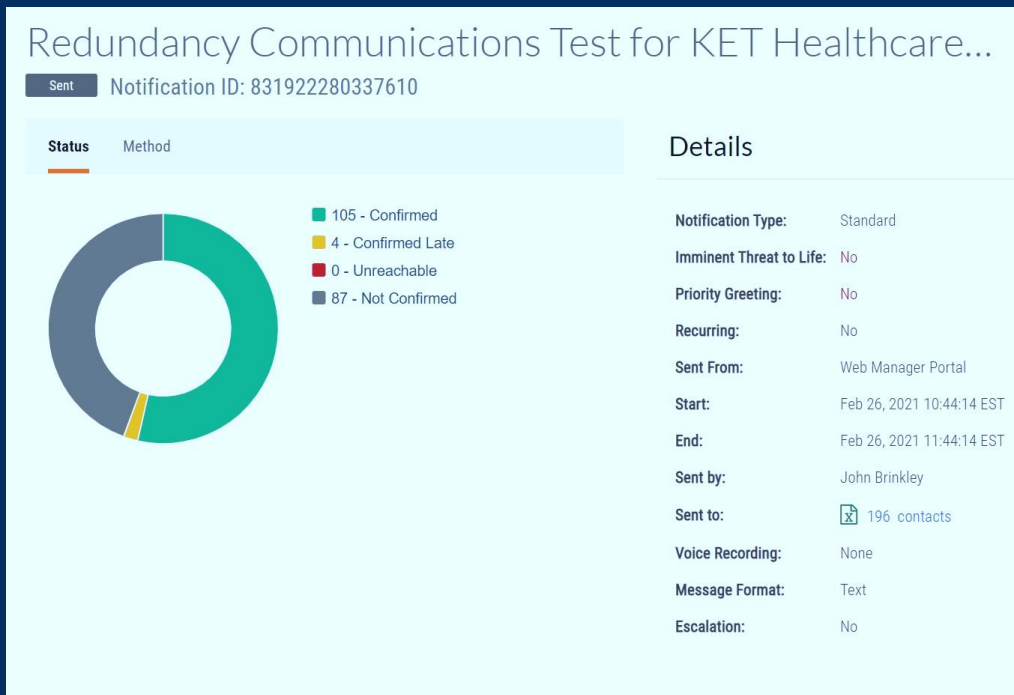 Redundancy Communications Test for KET Healthcare...
Sent Notification ID: 831922280337610
Status Method
105 - Confirmed
4 - Confirmed Late
0 - Unreachable
87 - Not Confirmed
Details
Notification Type: Standard
Imminent Threat to Life: No
Priority Greeting: No
Recurring: No
Sent From: Web Manager Portal
Start: Feb 26, 2021 10:44:14 EST
End: Feb 26, 2021 11:44:14 EST
Sent by: John Brinkley
Sent to: 196 contacts
Voice Recording: None
Message Format: Text
Escalation: No